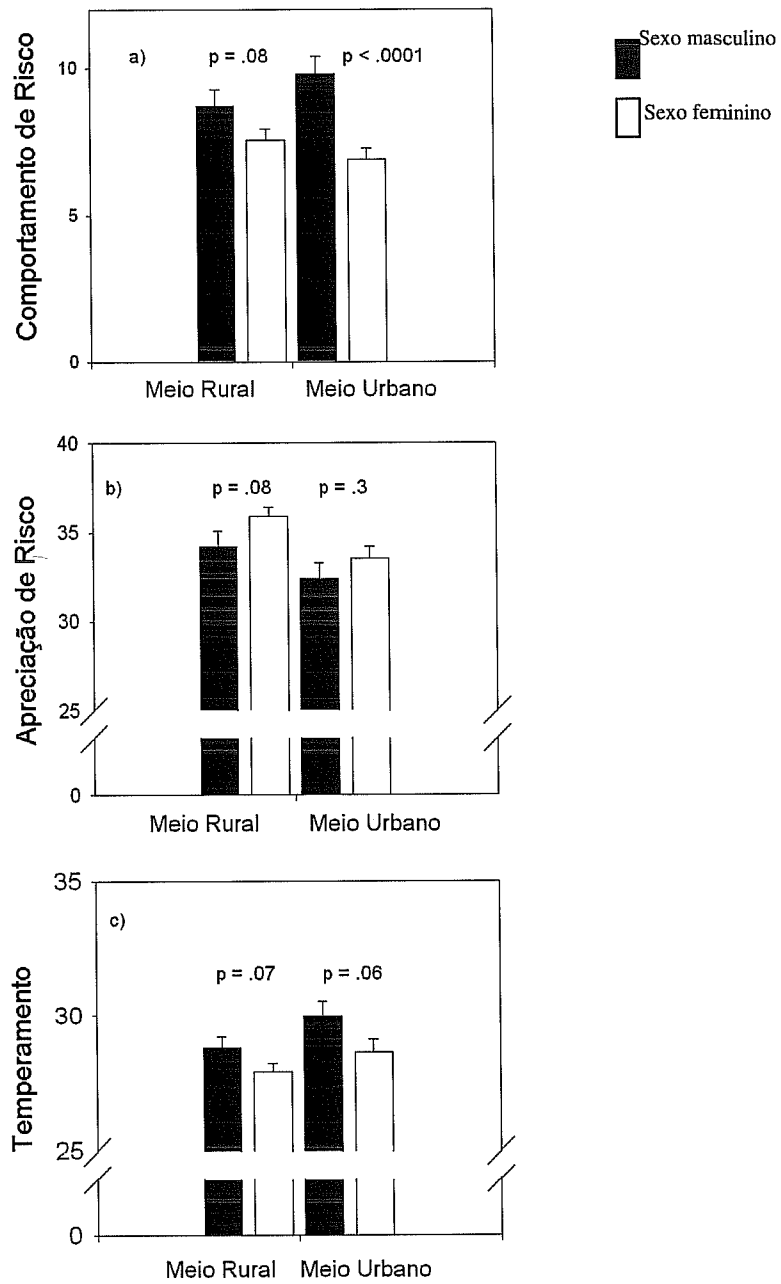 Sexo masculino
Sexo feminino
Comportamento de Risco
a) p = .08 p < .0001
10
5
0
Meio Rural Meio Urbano
Apreciação de Risco
40
b) p = .08 p = .3
35
30
25
0
Meio Rural Meio Urbano
Temperamento
35
c)
p = .07 p = .06
30
25
0
Meio Rural Meio Urbano